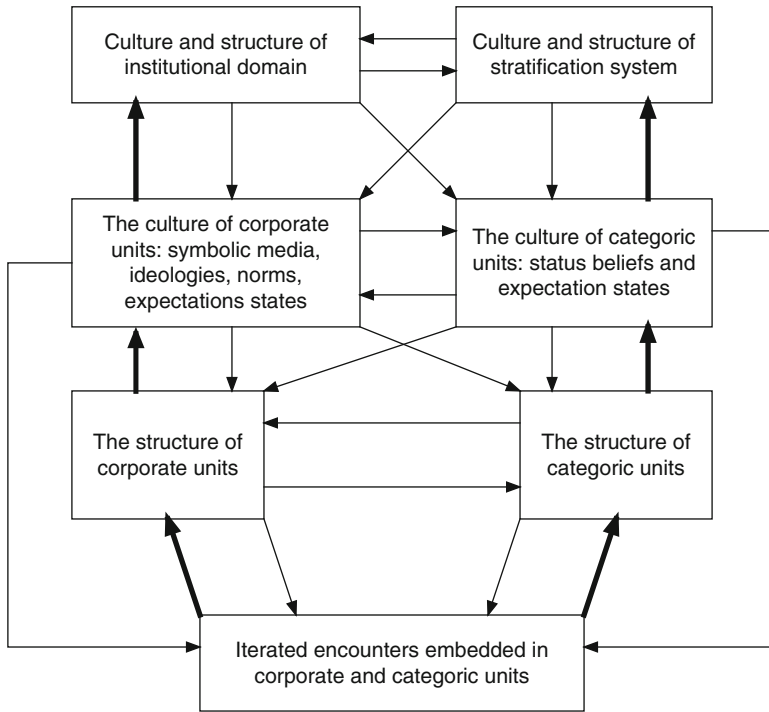 Culture and structure of
institutional domain
Culture and structure of
stratification system
The culture of corporate
units: symbolic media,
ideologies, norms,
expectations states
The culture of categoric
units: status beliefs and
expectation states
The structure of
corporate units
The structure of
categoric units
Iterated encounters embedded in
corporate and categoric units